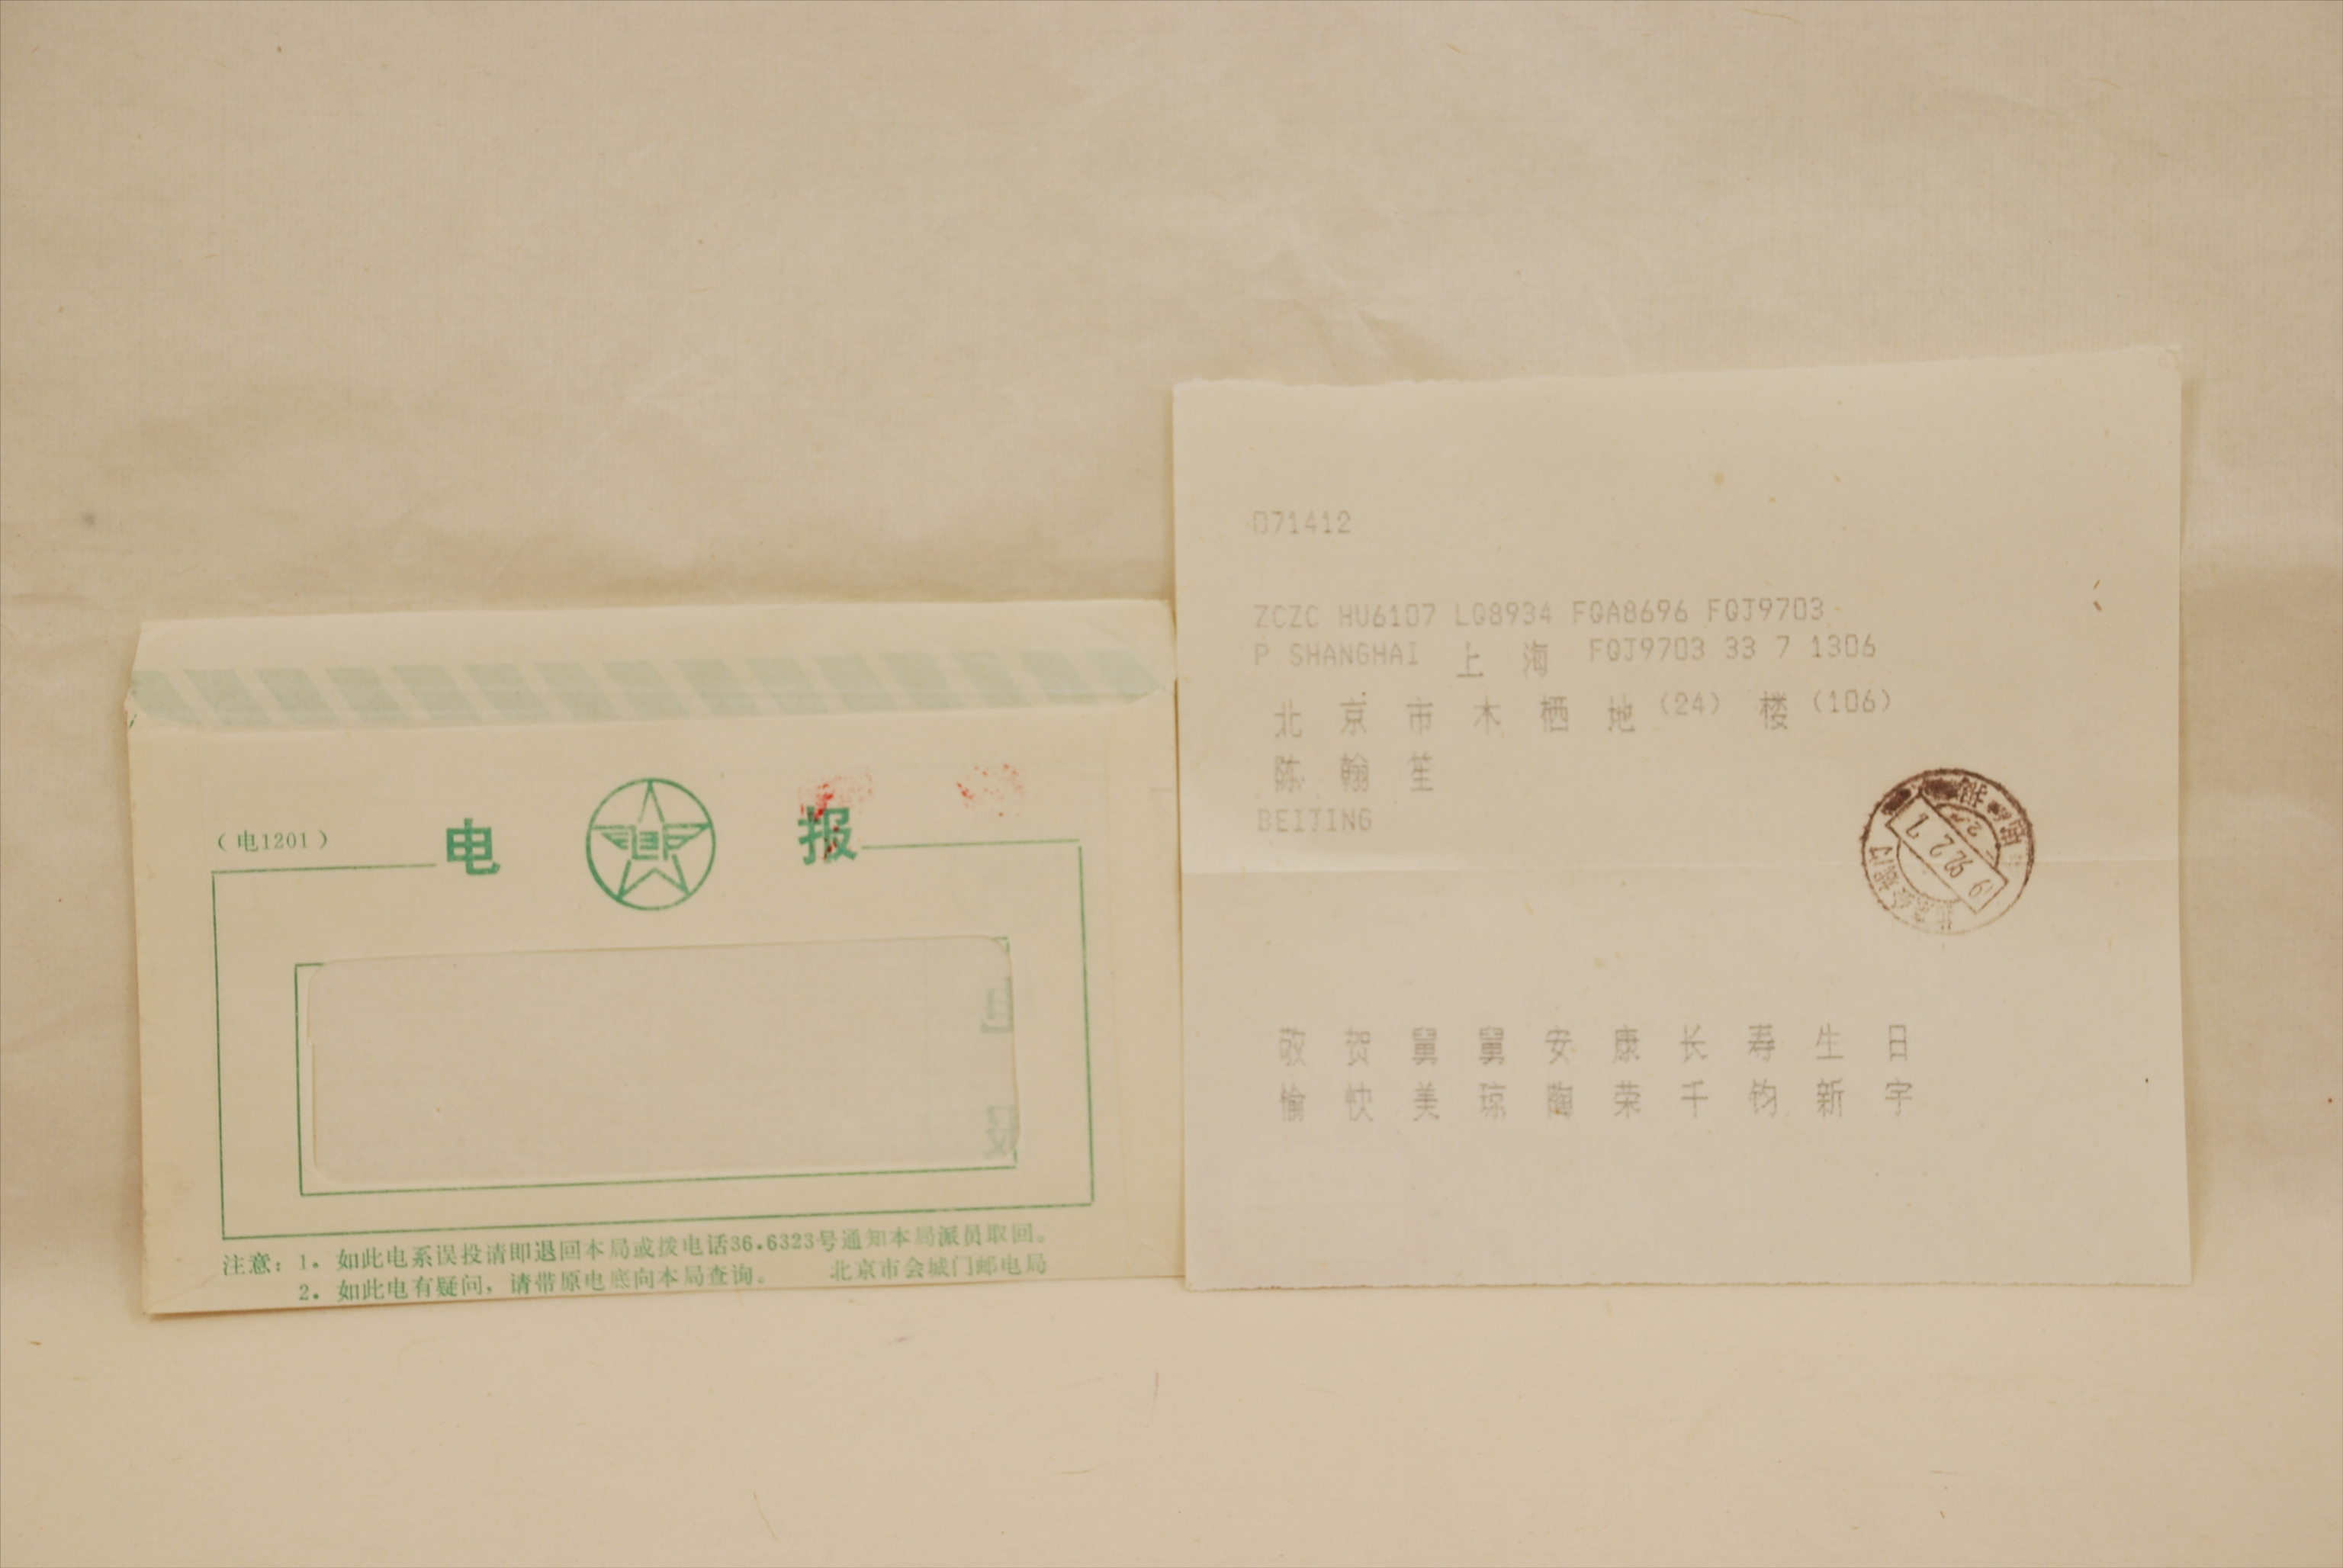 （电1201）
电 报
注意：1。如此电系误投请即退回本局或拨电话36.6323号通知本局派员取回。
2。如此电有疑问，请带原电底向本局查询。 北京市会城门邮电局
071412
ZCZC HU6107 LQ8934 FQA8696 FQJ9703
P SHANGHAI 上 海 FQJ9703 33 7 1306
北 京 市 木 栖 地 (24) 楼 (106)
陈 翰 笙
BEIJING
19 92.2.7
敬 贺 舅 舅 安 康 长 寿 生 日
愉 快 美 琼 陶 荣 千 钧 新 宇